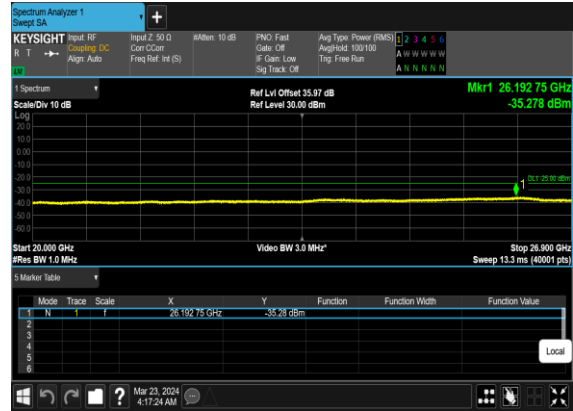 Spectrum Analyzer 1
Swept SA
+
KEYSIGHT Input: RF Input Z: 50 Ω #Atten: 10 dB PNO: Fast Avg Type: Power (RMS) 1 2 3 4 5 6
R T Coupling: DC Corr CCorr Gate: Off Avg|Hold: 100/100 A W W W W W
Align: Auto Freq Ref: Int (S) IF Gain: Low Trig: Free Run
LXI Sig Track: Off A N N N N N
1 Spectrum Ref Lvl Offset 35.97 dB Mkr1 26.192 75 GHz
Scale/Div 10 dB Ref Level 30.00 dBm -35.278 dBm
Log
20.0
10.0
0.00
-10.0
-20.0
1 DL1 -25.00 dBm
-30.0
-40.0
-50.0
-60.0
Start 20.000 GHz Video BW 3.0 MHz* Stop 26.900 GHz
#Res BW 1.0 MHz Sweep 13.3 ms (40001 pts)
5 Marker Table
Mode Trace Scale X Y Function Function Width Function Value
1 N 1 f 26.192 75 GHz -35.28 dBm
2
3
4
5
6
Local
?
Mar 23, 2024
4:17:24 AM